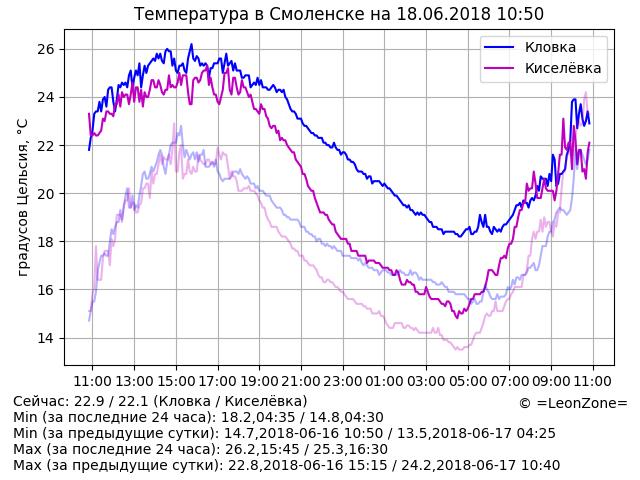 Температура в Смоленске на 18.06.2018 10:50
градусов Цельсия, °C
26
24
22
20
18
16
14
Кловка
Киселёвка
11:00 13:00 15:00 17:00 19:00 21:00 23:00 01:00 03:00 05:00 07:00 09:00 11:00
Сейчас: 22.9 / 22.1 (Кловка / Киселёвка)
© =LeonZone=
Min (за последние 24 часа): 18.2,04:35 / 14.8,04:30
Min (за предыдущие сутки): 14.7,2018-06-16 10:50 / 13.5,2018-06-17 04:25
Max (за последние 24 часа): 26.2,15:45 / 25.3,16:30
Max (за предыдущие сутки): 22.8,2018-06-16 15:15 / 24.2,2018-06-17 10:40